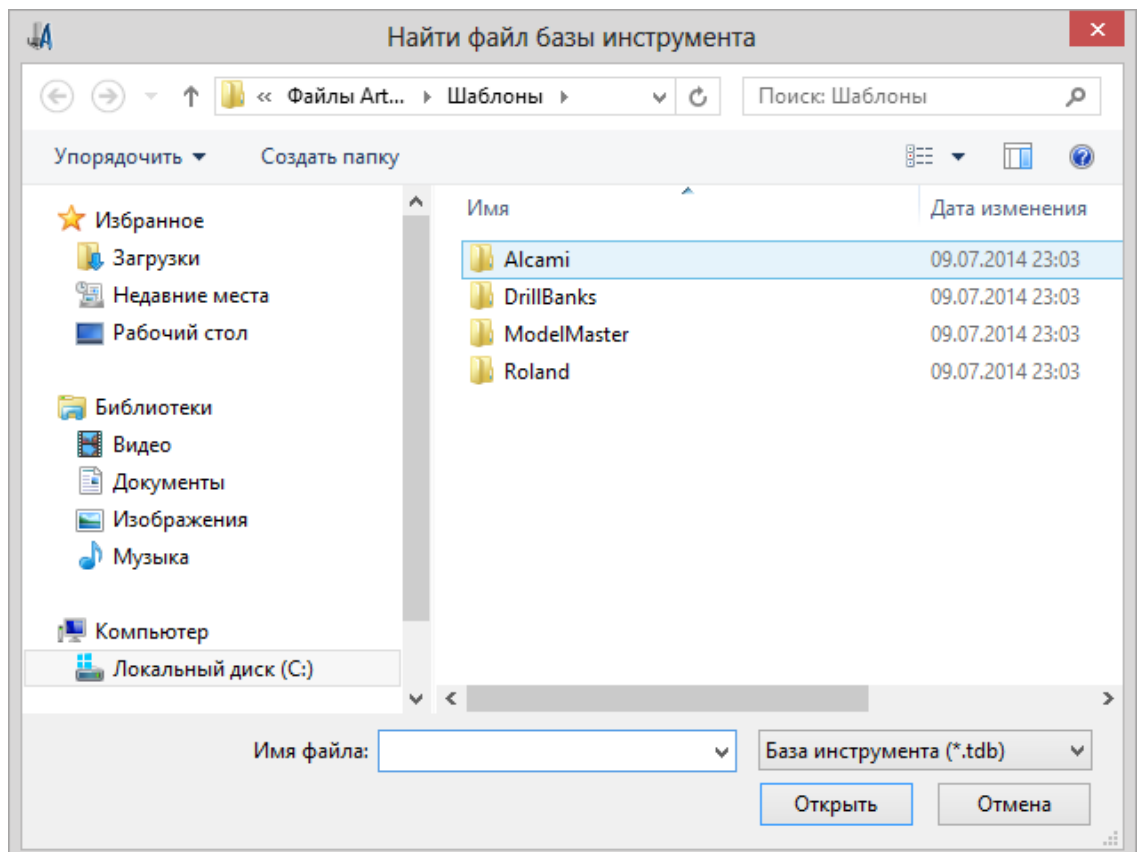 Найти файл базы инструмента
« Файлы Art... Шаблоны
Поиск: Шаблоны
Упорядочить Создать папку
Имя Дата изменения
Избранное
Загрузки
Недавние места
Рабочий стол
Библиотеки
Видео
Документы
Изображения
Музыка
Компьютер
Локальный диск (C:)
Alcami 09.07.2014 23:03
DrillBanks 09.07.2014 23:03
ModelMaster 09.07.2014 23:03
Roland 09.07.2014 23:03
Имя файла: База инструмента (*.tdb)
Открыть Отмена